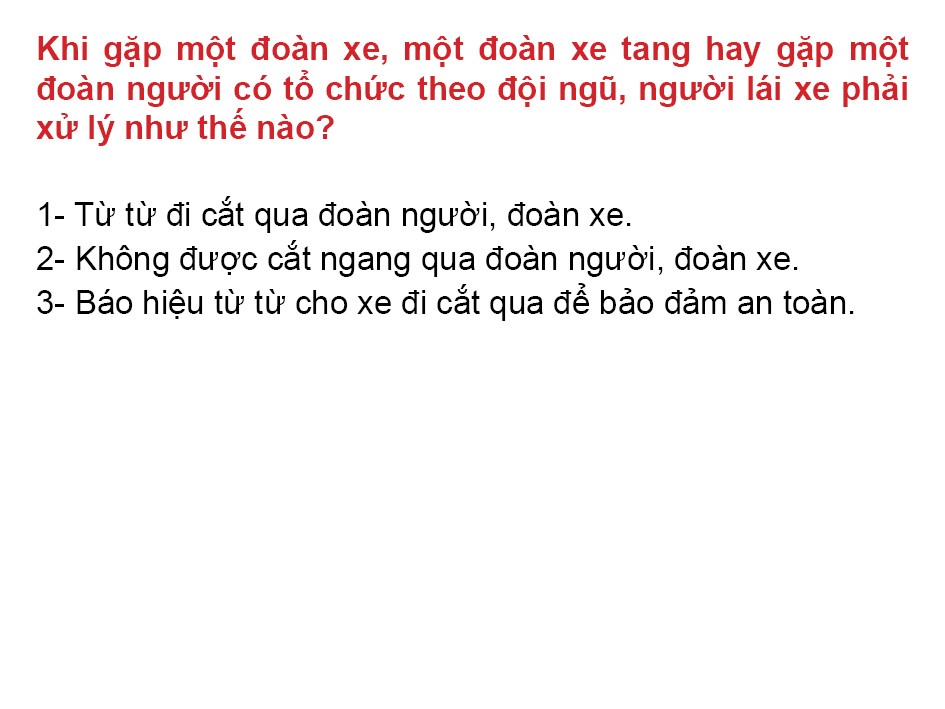 Khi gặp một đoàn xe, một đoàn xe tang hay gặp một
đoàn người có tổ chức theo đội ngũ, người lái xe phải
xử lý như thế nào?
1- Từ từ đi cắt qua đoàn người, đoàn xe.
2- Không được cắt ngang qua đoàn người, đoàn xe.
3- Báo hiệu từ từ cho xe đi cắt qua để bảo đảm an toàn.